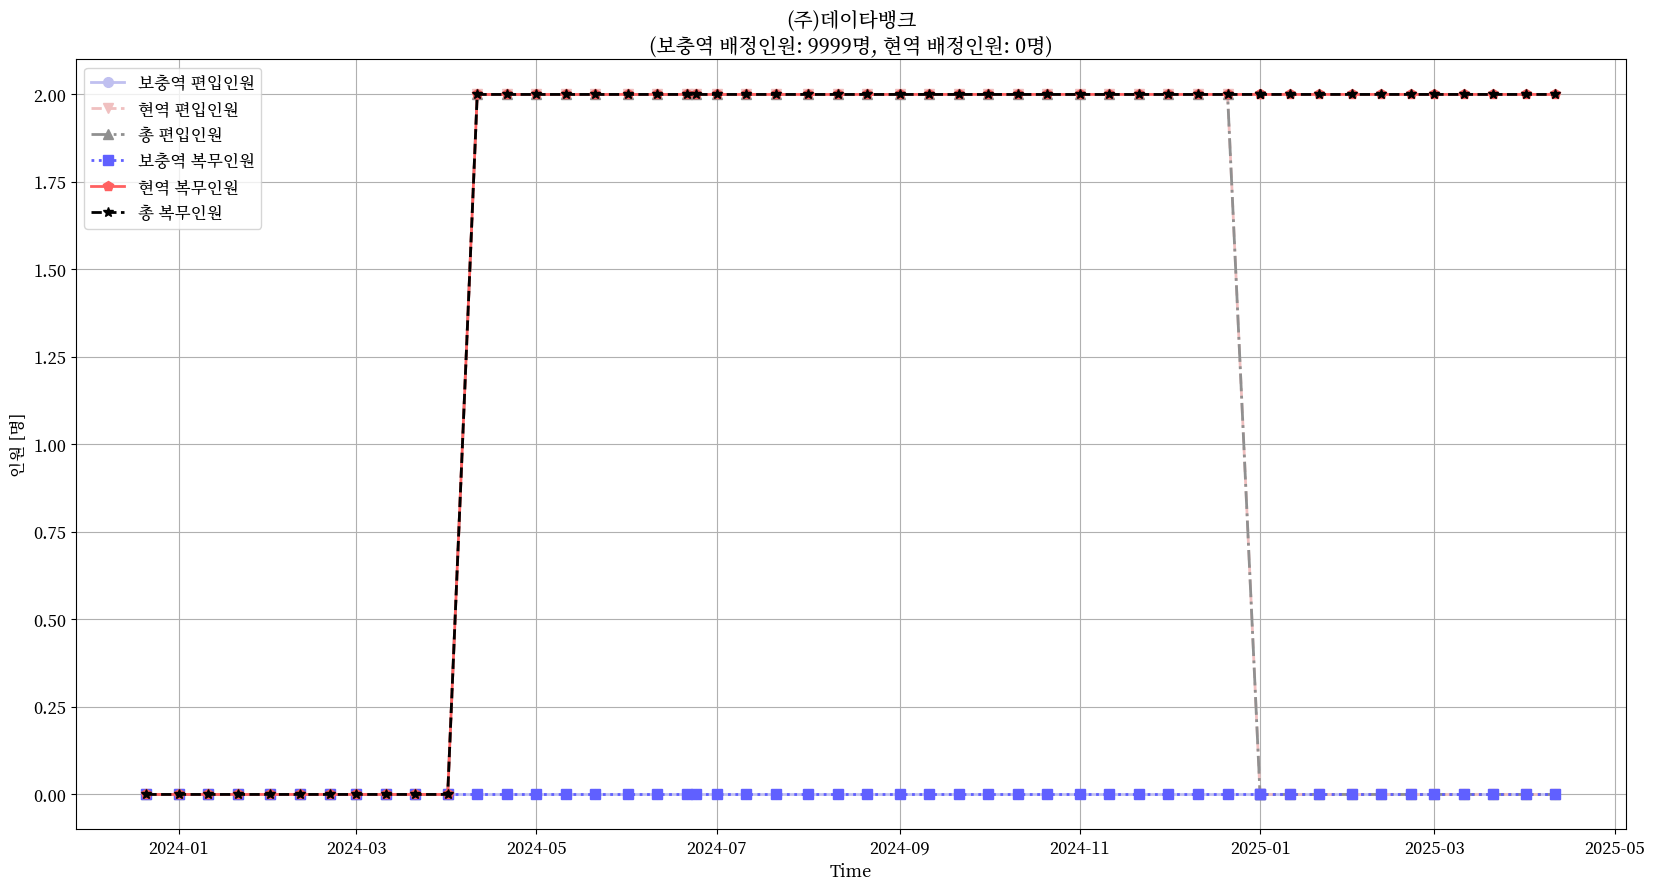 (주)데이타뱅크
(보충역 배정인원: 9999명, 현역 배정인원: 0명)
보충역 편입인원
현역 편입인원
총 편입인원
보충역 복무인원
현역 복무인원
총 복무인원
인원 [명]
2.00
1.75
1.50
1.25
1.00
0.75
0.50
0.25
0.00
2024-01
2024-03
2024-05
2024-07
2024-09
2024-11
2025-01
2025-03
2025-05
Time